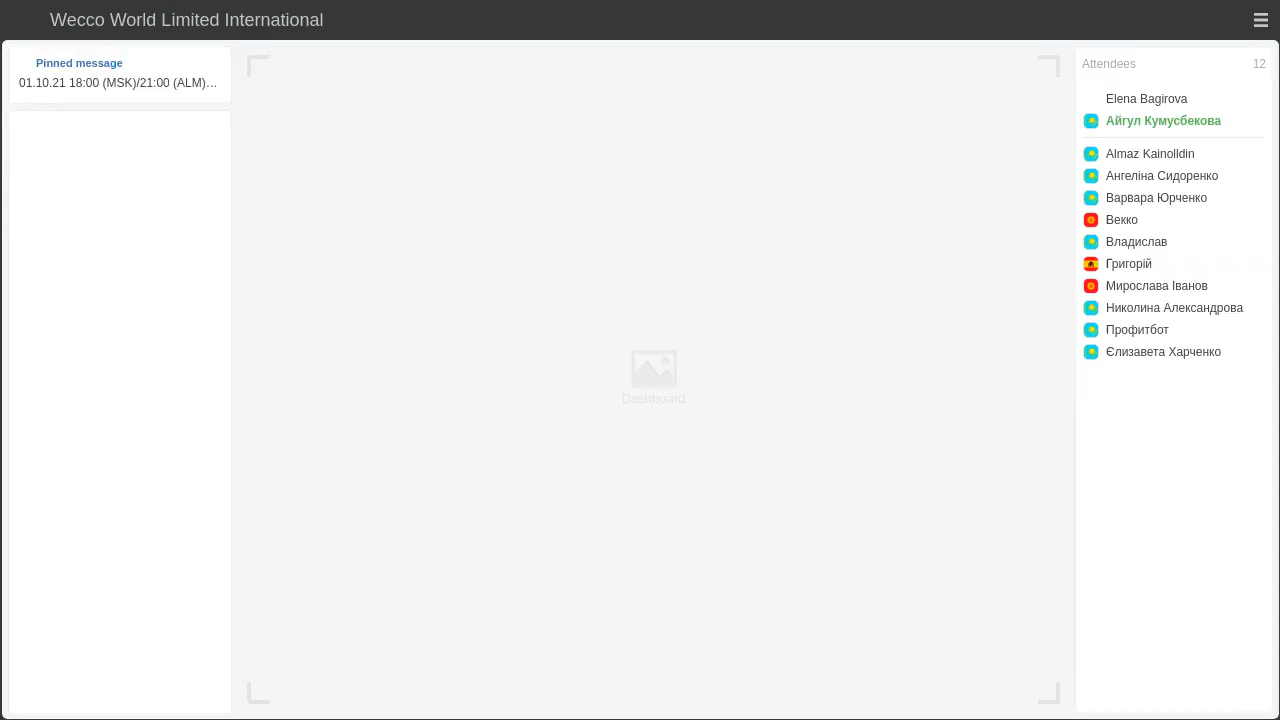 Wecco World Limited International
Pinned message
01.10.21 18:00 (MSK)/21:00 (ALM)…
Dashboard
Attendees 12
Elena Bagirova
Айгул Кумусбекова
Almaz Kainolldin
Ангеліна Сидоренко
Варвара Юрченко
Векко
Владислав
Ґригорій
Мирослава Іванов
Николина Александрова
Профитбот
Єлизавета Харченко